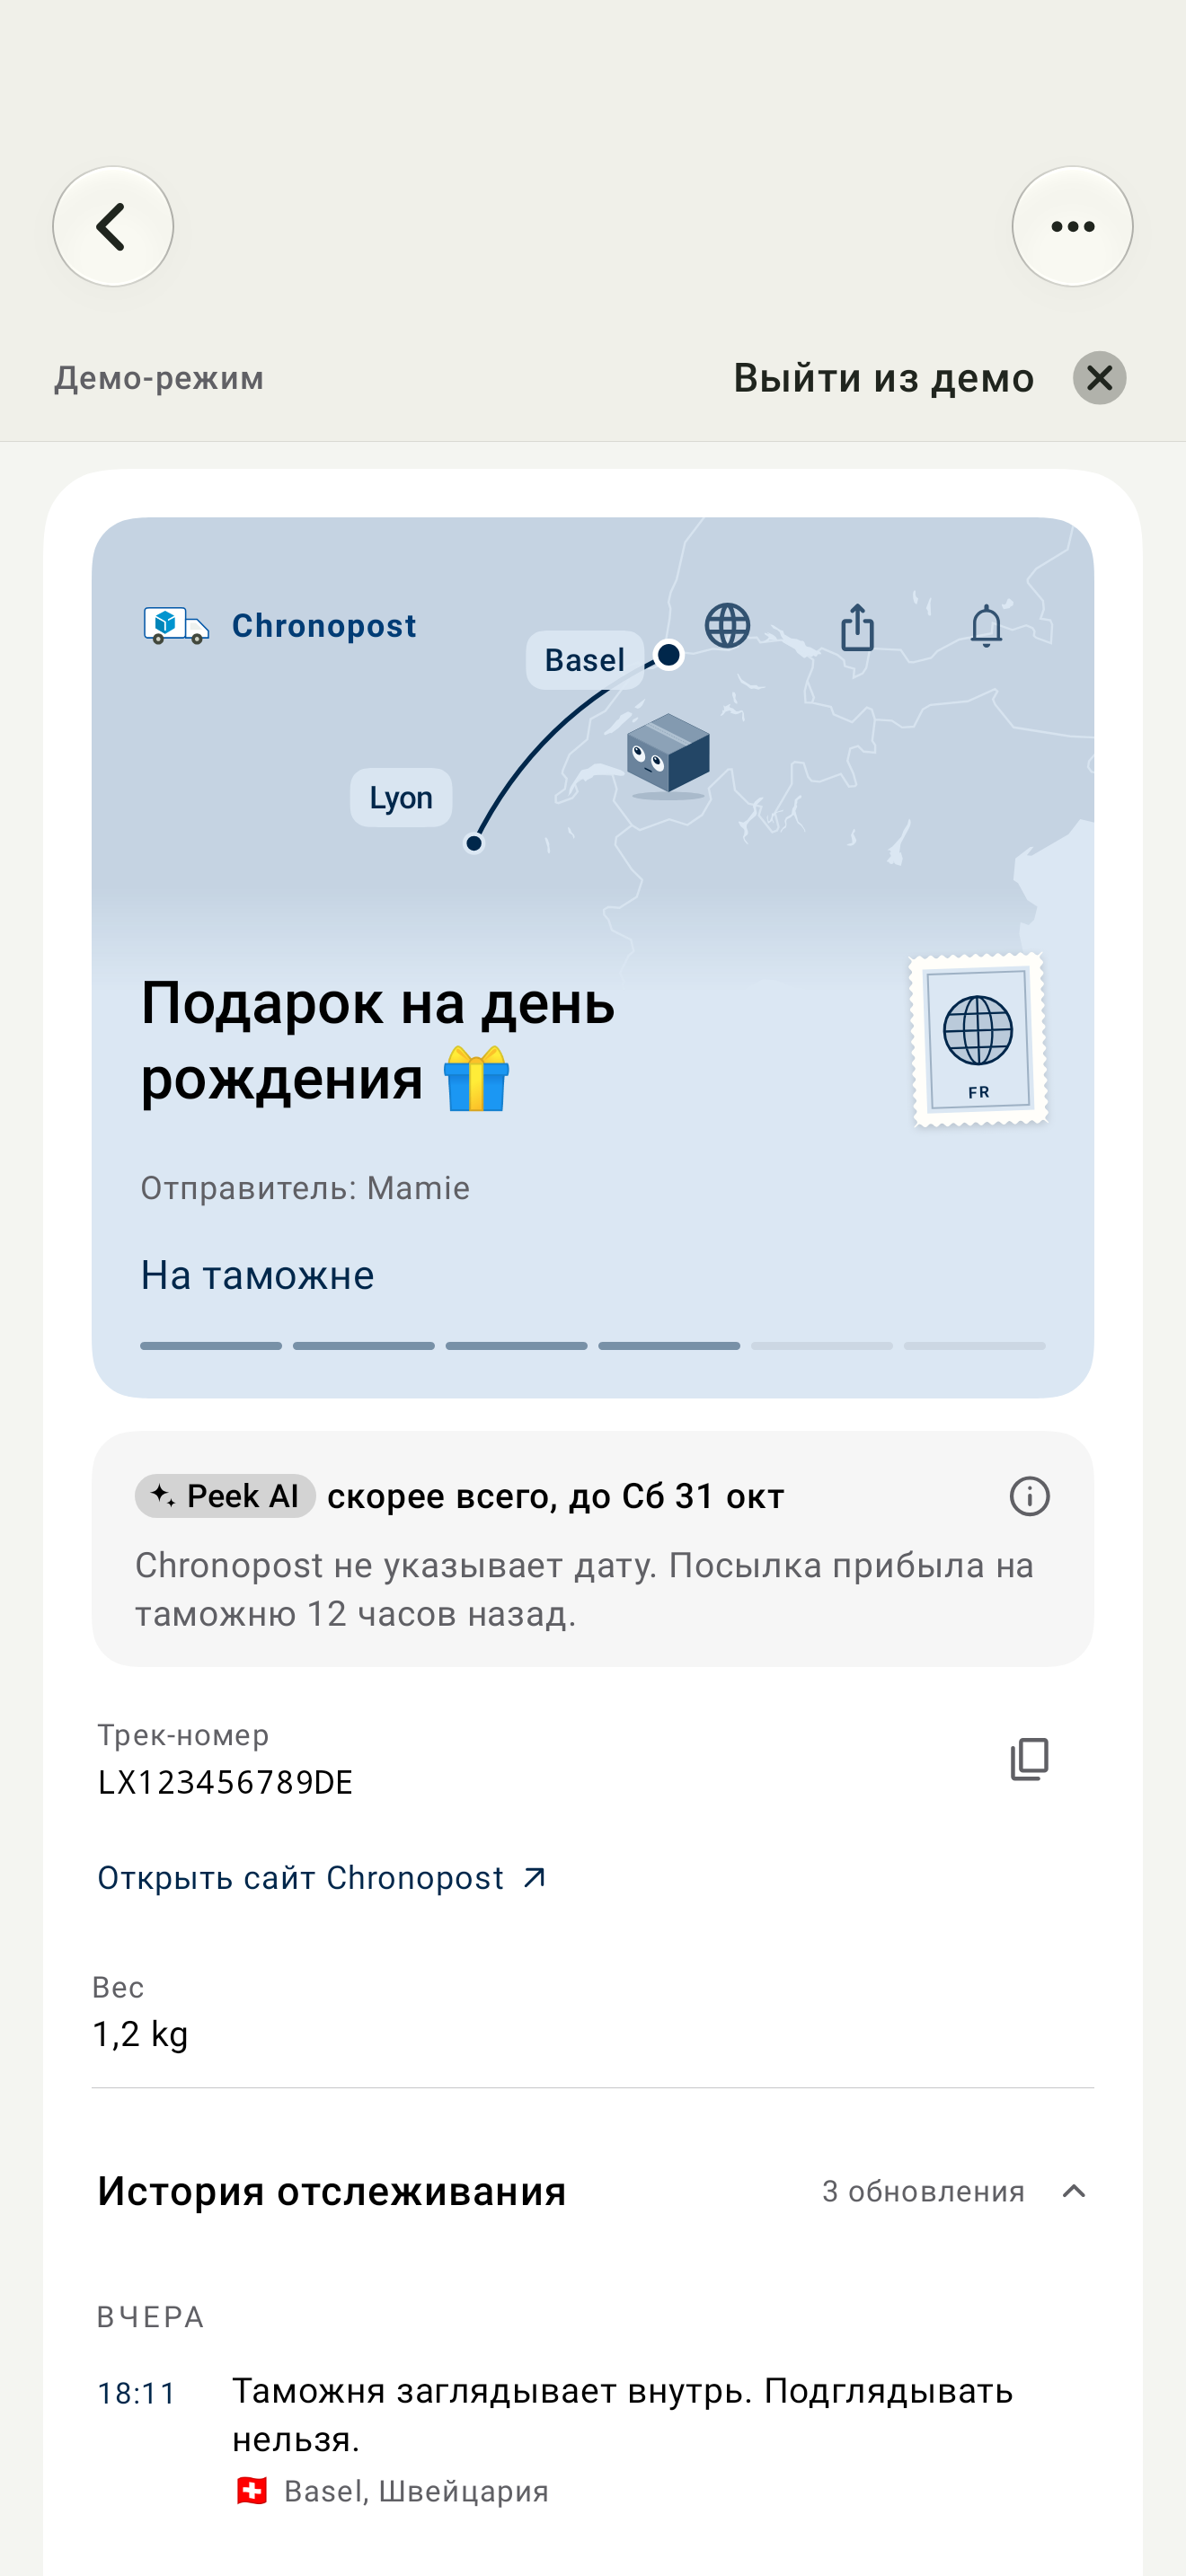 Демо-режим
Выйти из демо
Chronopost
Basel
Lyon
Подарок на день
рождения
FR
Отправитель: Mamie
На таможне
Peek AI скорее всего, до Сб 31 окт
Chronopost не указывает дату. Посылка прибыла на
таможню 12 часов назад.
Трек-номер
LX123456789DE
Открыть сайт Chronopost
Вес
1,2 kg
История отслеживания
3 обновления
ВЧЕРА
18:11
Таможня заглядывает внутрь. Подглядывать
нельзя.
Basel, Швейцария